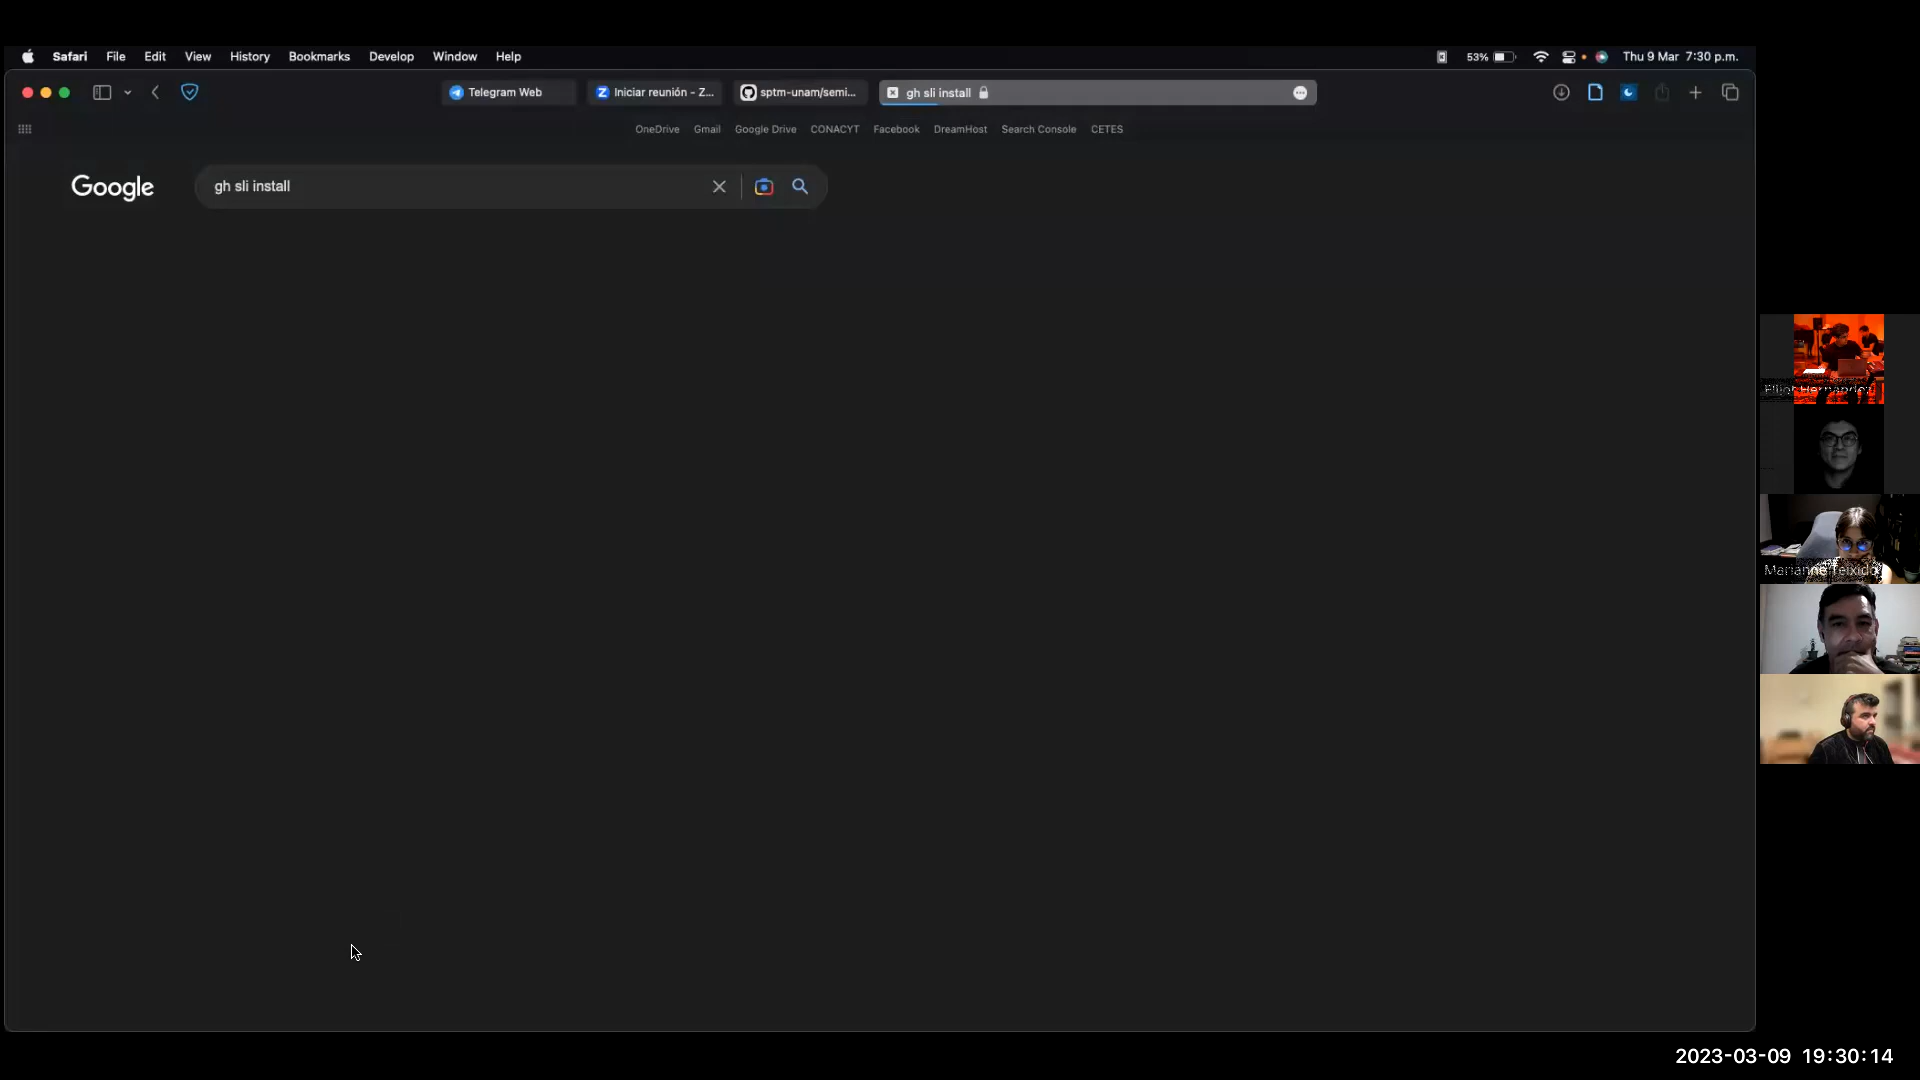 Safari File Edit View History Bookmarks Develop Window Help 53% Thu 9 Mar 7:30 p.m.
Telegram Web Iniciar reunión - Z... sptm-unam/semi... gh sli install
OneDrive Gmail Google Drive CONACYT Facebook DreamHost Search Console CETES
Google gh sli install
Elliot Hernández
Marianne Teixido
2023-03-09 19:30:14